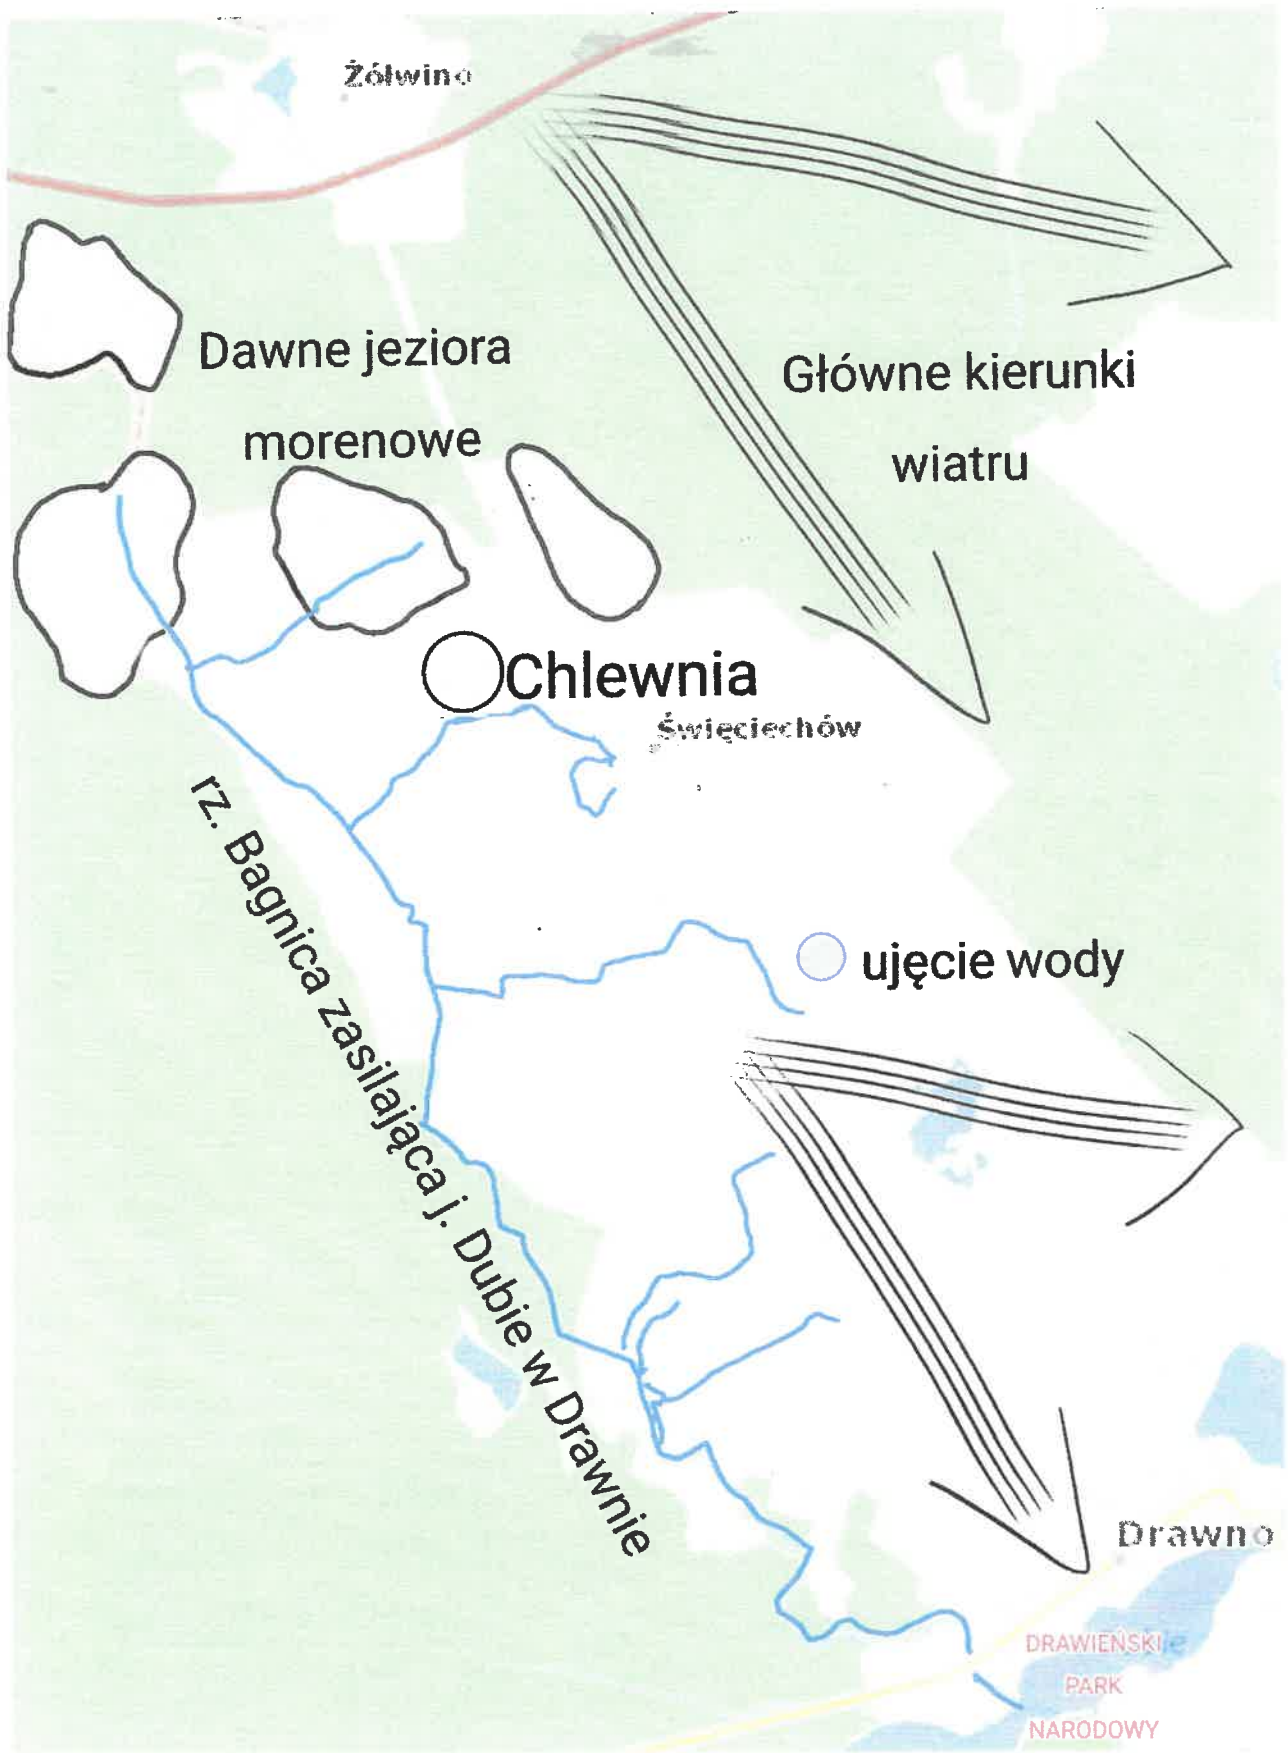 Żółwino
Dawne jeziora
morenowe
Główne kierunki
wiatru
Chlewnia
Święciechów
rz. Bagnica zasilająca j. Dubie w Drawnie
ujęcie wody
Drawno
DRAWIEŃSKI
PARK
NARODOWY